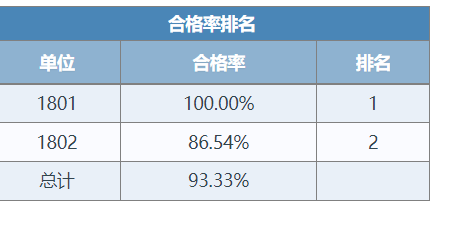 合格率排名
单位 合格率 排名
1801 100.00% 1
1802 86.54% 2
总计 93.33%